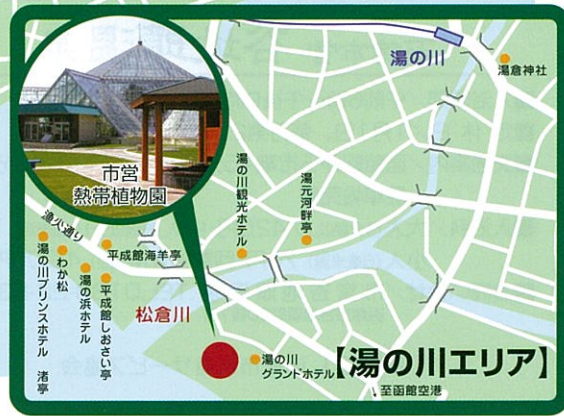 湯の川
湯倉神社
市営
熱帯植物園
湯の川観光ホテル
湯元河畔亭
漁火通り
平成館海羊亭
わか松
湯の浜ホテル
平成館しおさい亭
湯の川プリンスホテル 渚亭
松倉川
湯の川
グランドホテル
【湯の川エリア】
至函館空港